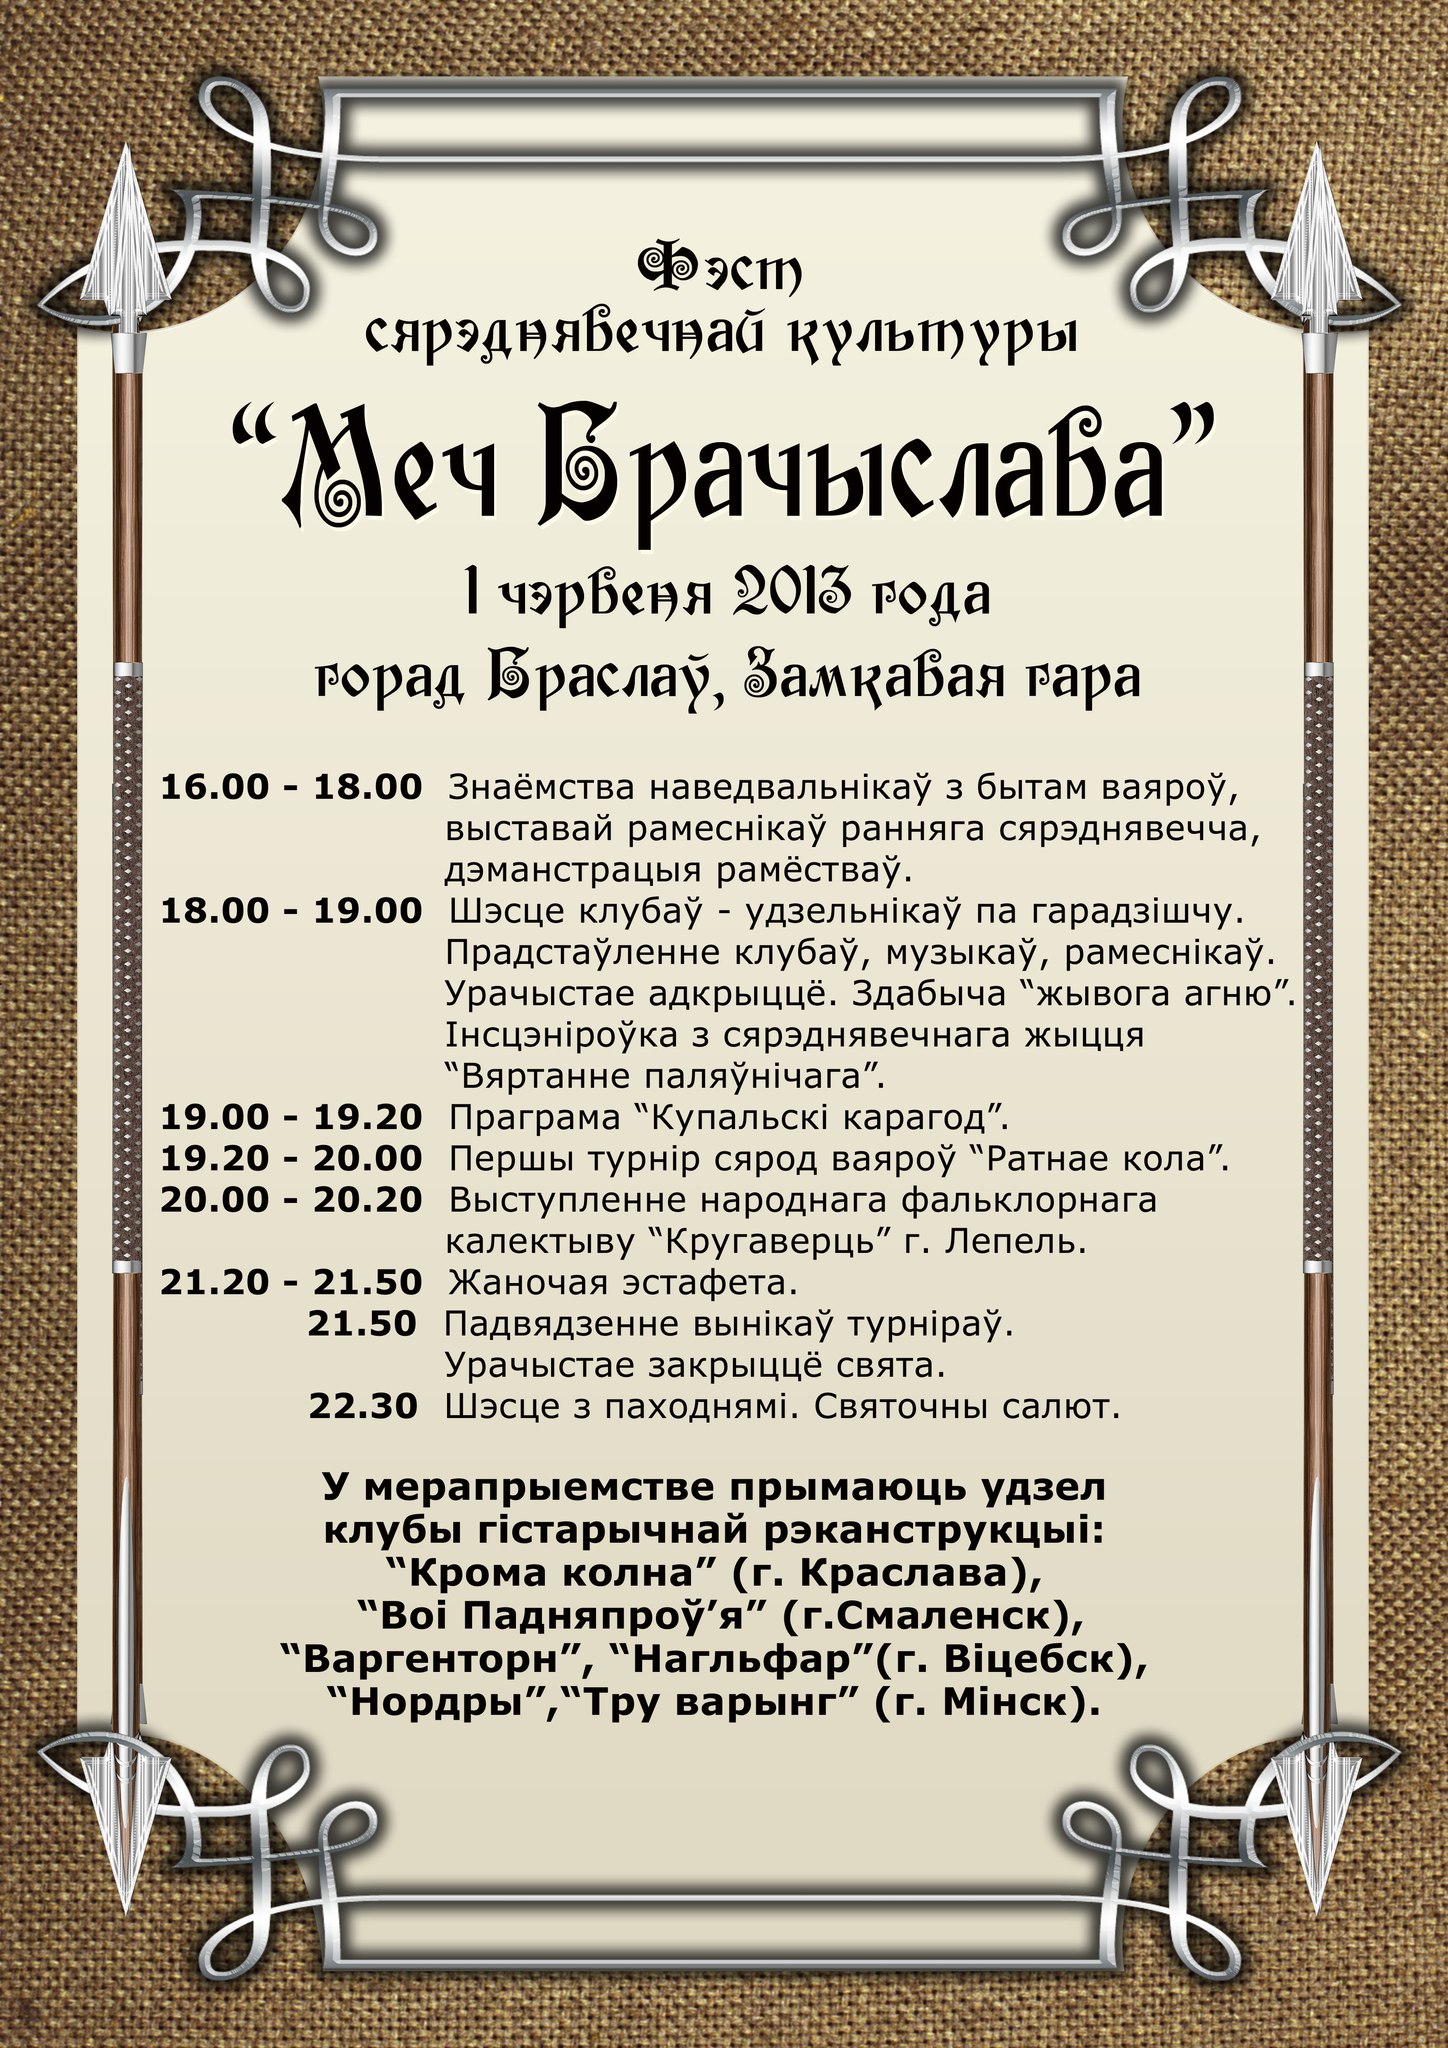 Фэст
сярэднявечнай культуры
“Меч Брачыслава”
1 чэрвеня 2013 года
горад Браслаў, Замкавая гара
16.00 - 18.00 Знаёмства наведвальнікаў з бытам ваяроў,
выставай рамеснікаў ранняга сярэднявечча,
дэманстрацыя рамёстваў.
18.00 - 19.00 Шэсце клубаў - удзельнікаў па гарадзішчу.
Прадстаўленне клубаў, музыкаў, рамеснікаў.
Урачыстае адкрыццё. Здабыча “жывога агню”.
Інсцэніроўка з сярэднявечнага жыцця
“Вяртанне паляўнічага”.
19.00 - 19.20 Праграма “Купальскі карагод”.
19.20 - 20.00 Першы турнір сярод ваяроў “Ратнае кола”.
20.00 - 20.20 Выступленне народнага фальклорнага
калектыву “Кругаверць” г. Лепель.
21.20 - 21.50 Жаночая эстафета.
21.50 Падвядзенне вынікаў турніраў.
Урачыстае закрыццё свята.
22.30 Шэсце з паходнямі. Святочны салют.
У мерапрыемстве прымаюць удзел
клубы гістарычнай рэканструкцыі:
“Крома колна” (г. Краслава),
“Воі Падняпроў’я” (г.Смаленск),
“Варгенторн”, “Нагльфар”(г. Віцебск),
“Нордры”,“Тру варынг” (г. Мінск).